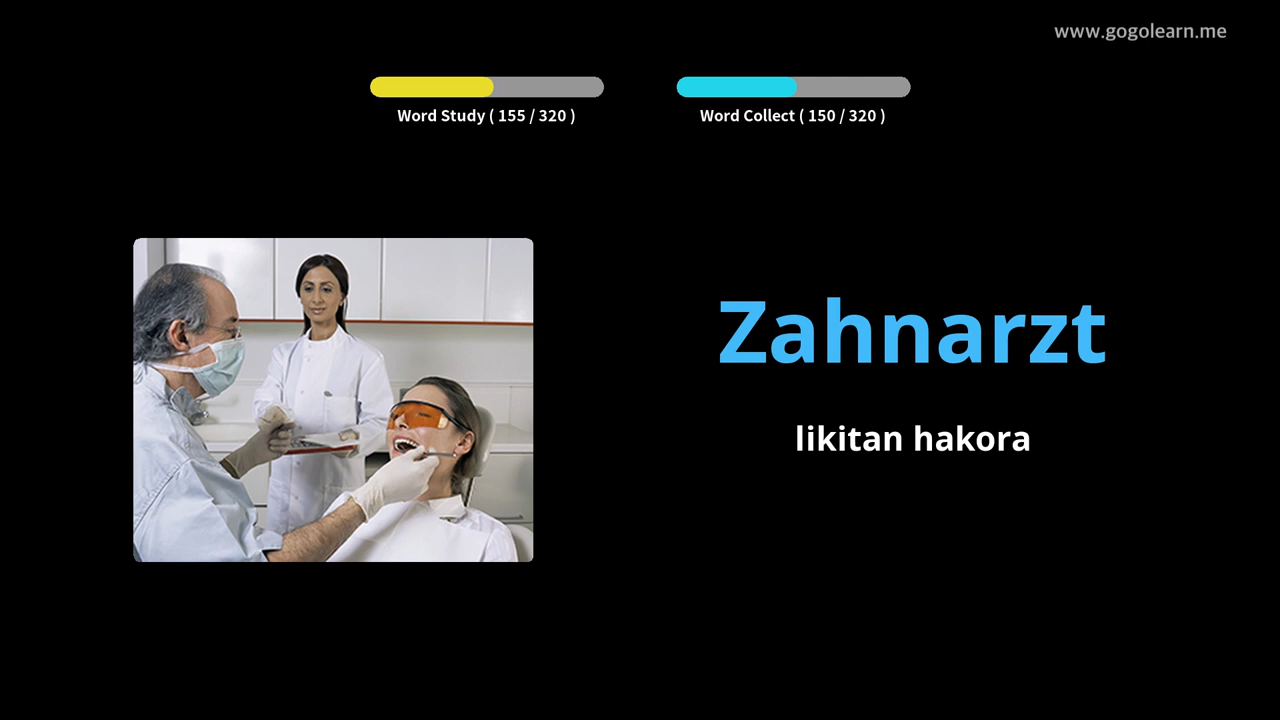 www.gogolearn.me
Word Study ( 155 / 320 )
Word Collect ( 150 / 320 )
Zahnarzt
likitan hakora